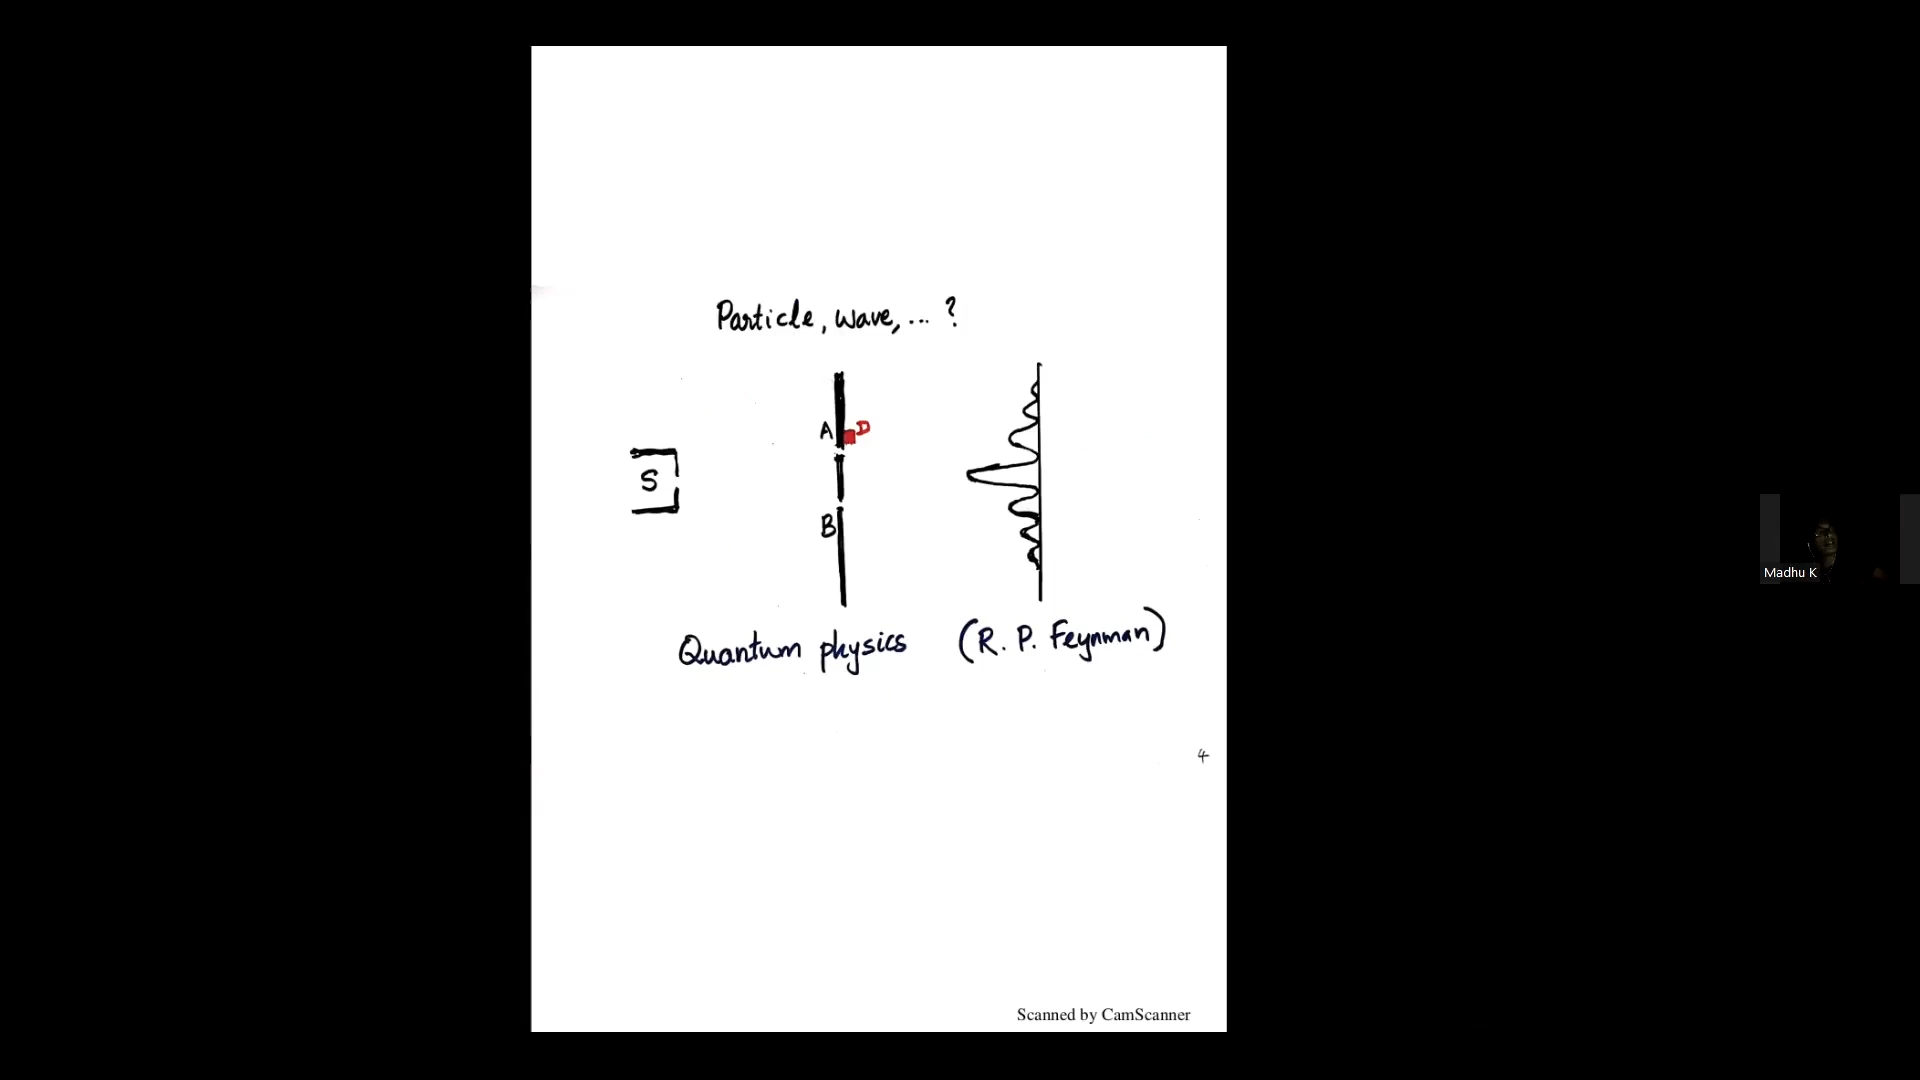 Particle, wave, ... ?
A
D
S
B
Quantum physics (R. P. Feynman)
4
Scanned by CamScanner
Madhu K